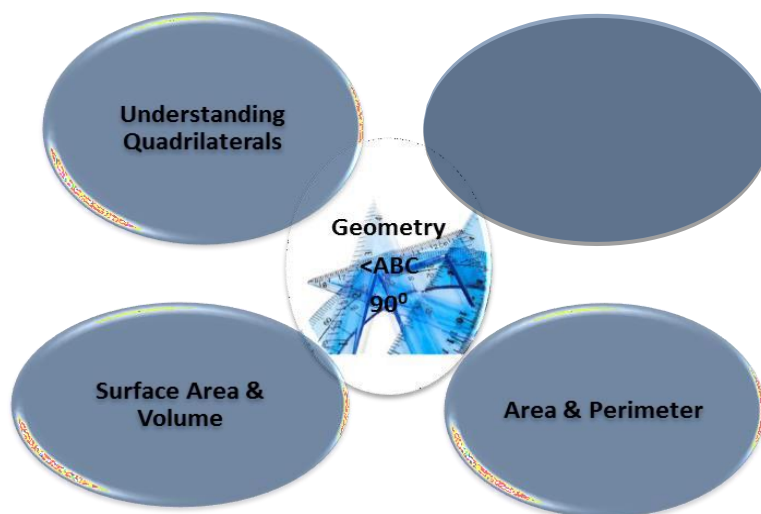 Understanding
Quadrilaterals
Geometry
<ABC
90⁰
Surface Area &
Volume
Area & Perimeter